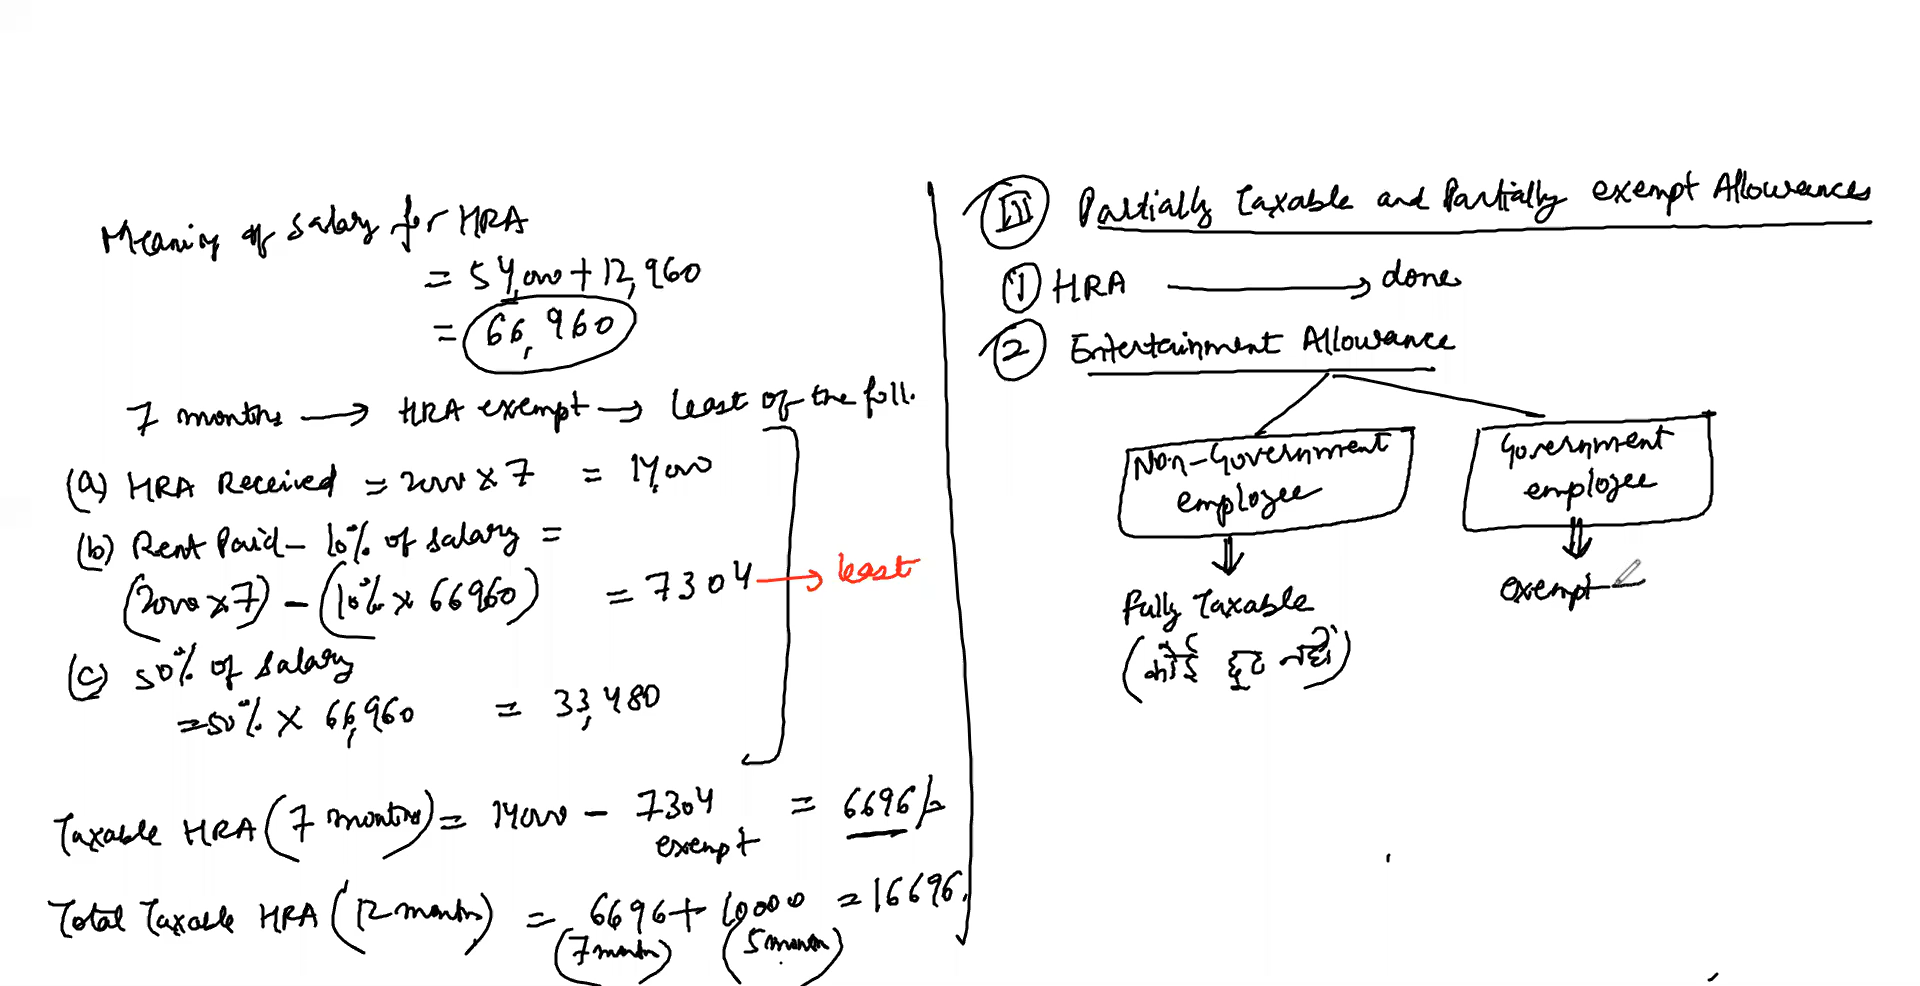 Meaning of salary for HRA
= 54,000 + 12,960
= 66,960
7 months → HRA exempt → least of the foll.
(a) HRA Received = 2000 x 7 = 14,000
(b) Rent Paid - 10% of salary =
(2000 x 7) - (10% x 66960) = 7304 → least
(c) 50% of salary
= 50% x 66,960 = 33,480
Taxable HRA (7 months) = 14000 - 7304 = 6696/-
exempt
Total Taxable HRA (12 months) = 6696 + 10000 = 16696.
(7 months) (5 months)
III Partially Taxable and Partially exempt Allowances
1 HRA → done
2 Entertainment Allowance
Non-Government employee
Government employee
Fully Taxable
(कोई छूट नहीं)
exempt